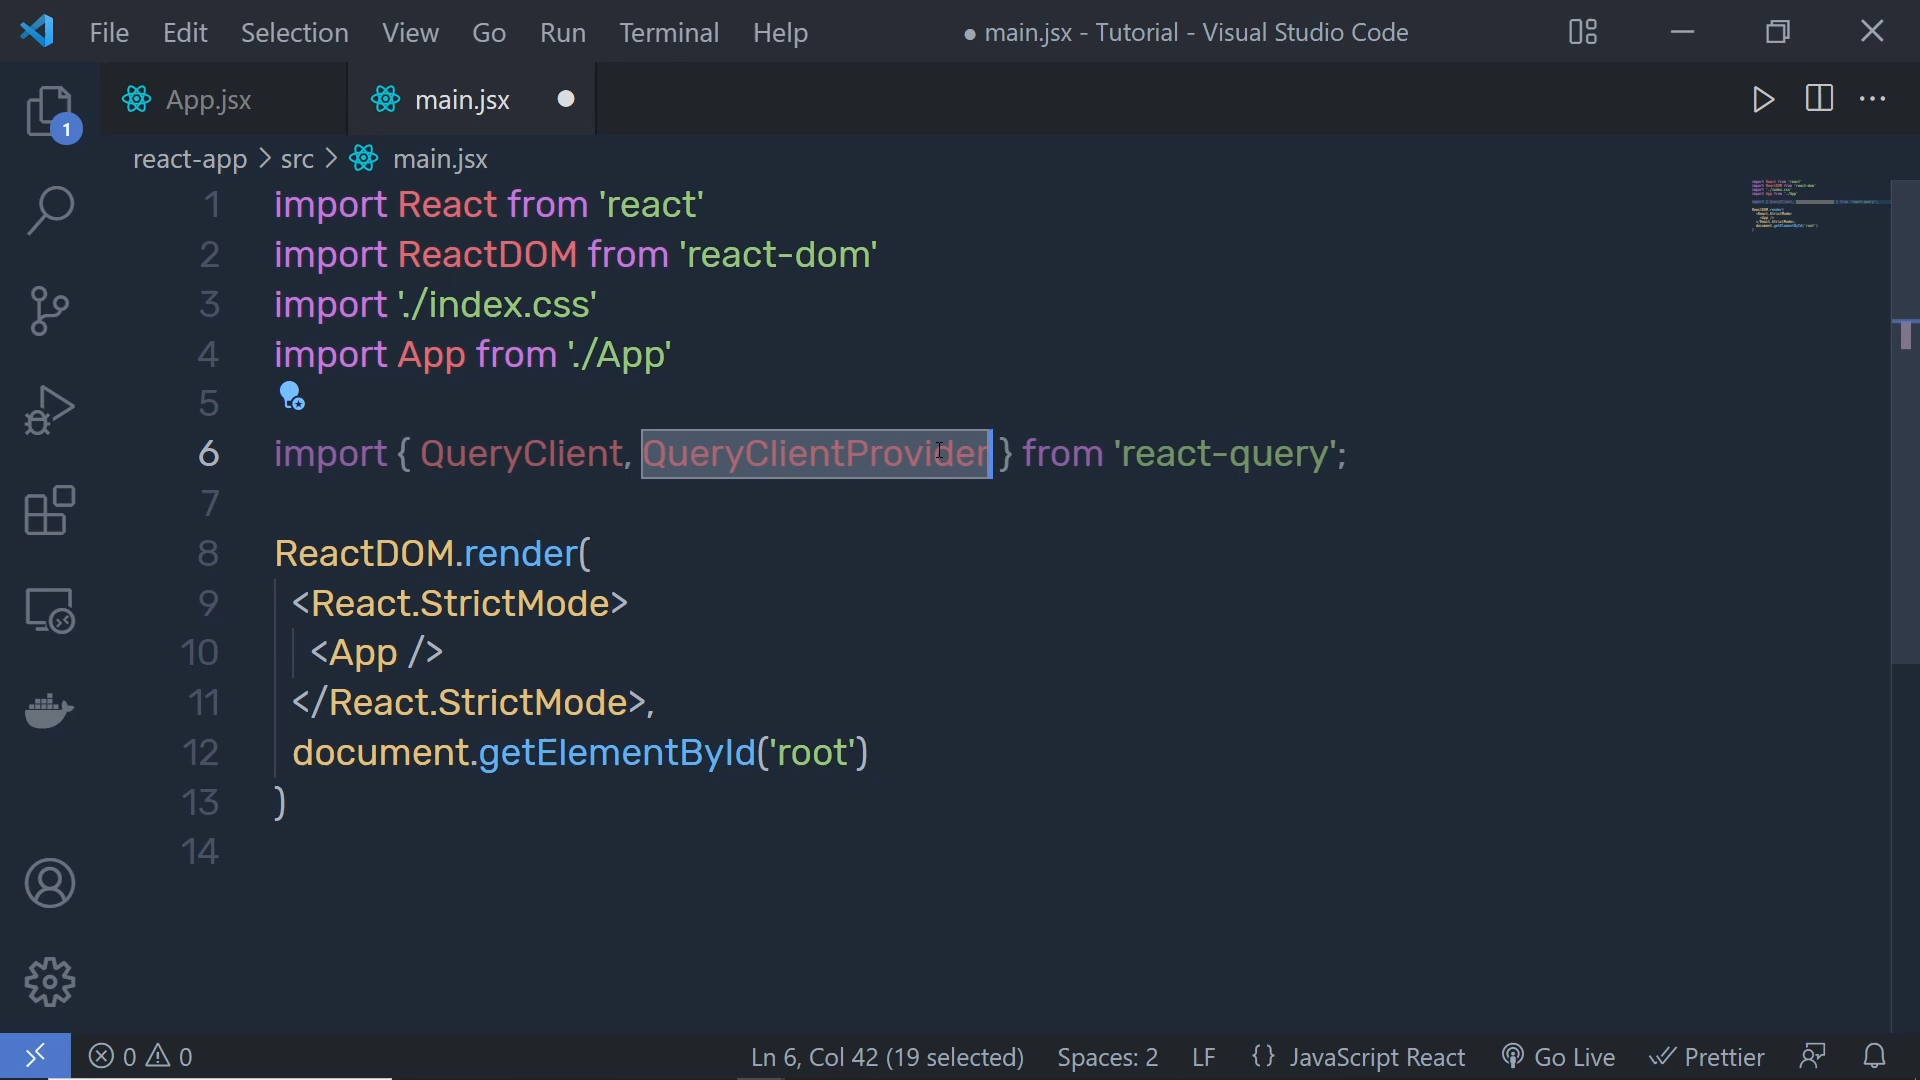 File Edit Selection View Go Run Terminal Help ● main.jsx - Tutorial - Visual Studio Code
App.jsx main.jsx ●
1
react-app > src > main.jsx
1 import React from 'react'
2 import ReactDOM from 'react-dom'
3 import './index.css'
4 import App from './App'
5
6 import { QueryClient, QueryClientProvider } from 'react-query';
7
8 ReactDOM.render(
9 <React.StrictMode>
10 <App />
11 </React.StrictMode>,
12 document.getElementById('root')
13 )
14
0 0 Ln 6, Col 42 (19 selected) Spaces: 2 LF {} JavaScript React Go Live Prettier